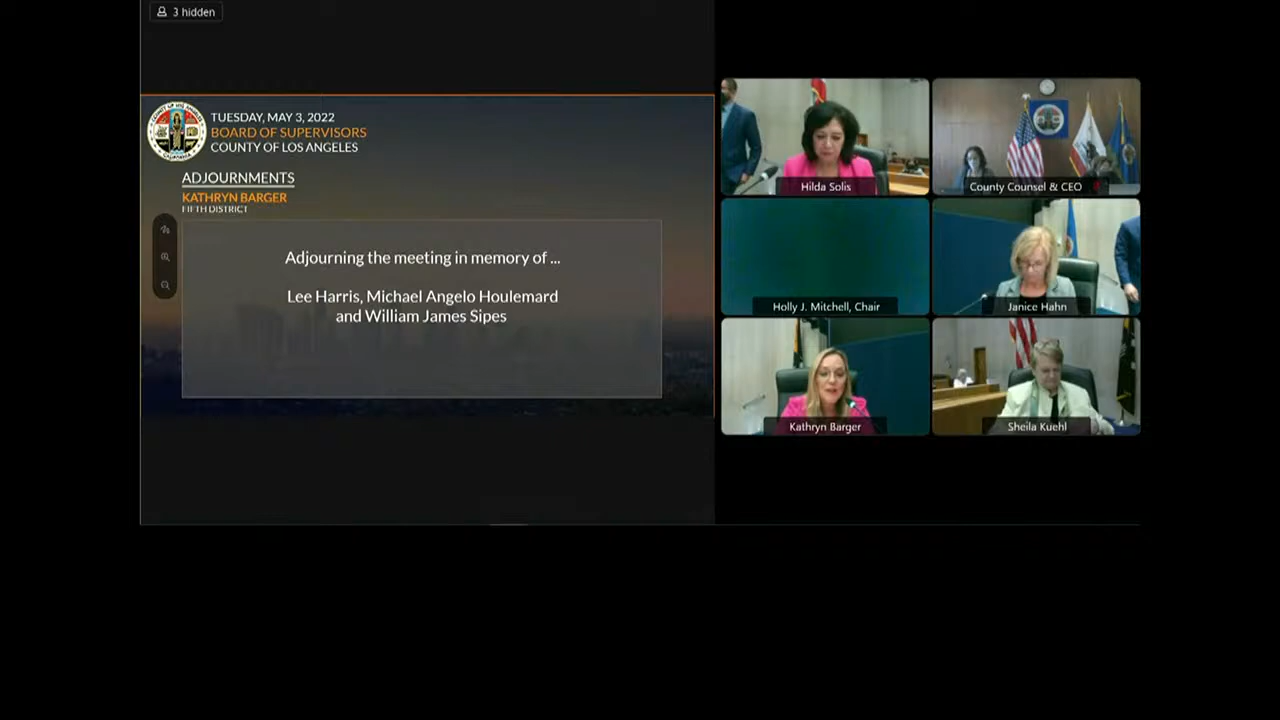 3 hidden
TUESDAY, MAY 3, 2022
BOARD OF SUPERVISORS
COUNTY OF LOS ANGELES
ADJOURNMENTS
KATHRYN BARGER
FIFTH DISTRICT
Adjourning the meeting in memory of ...
Lee Harris, Michael Angelo Houlemard
and William James Sipes
Hilda Solis
County Counsel & CEO
Holly J. Mitchell, Chair
Janice Hahn
Kathryn Barger
Sheila Kuehl